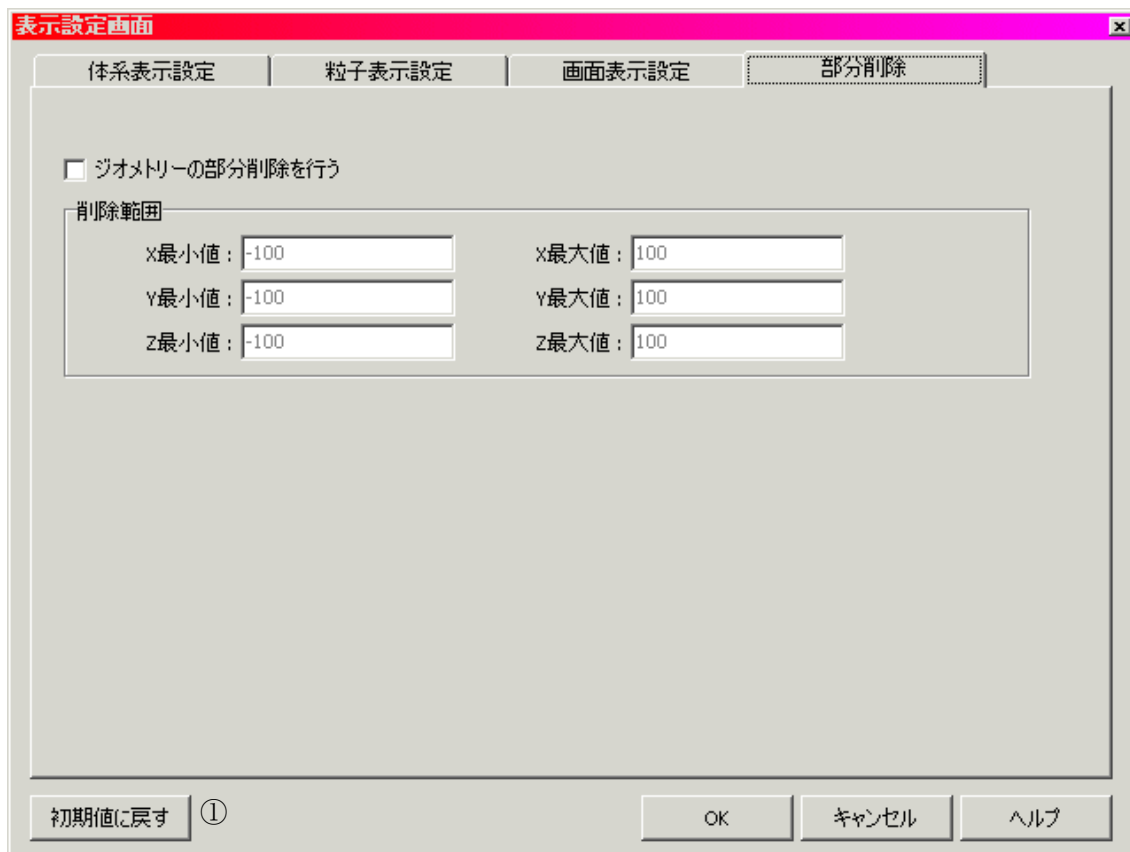 表示設定画面
体系表示設定 粒子表示設定 画面表示設定 部分削除
ジオメトリーの部分削除を行う
削除範囲
X最小値： -100 X最大値： 100
Y最小値： -100 Y最大値： 100
Z最小値： -100 Z最大値： 100
初期値に戻す ① OK キャンセル ヘルプ